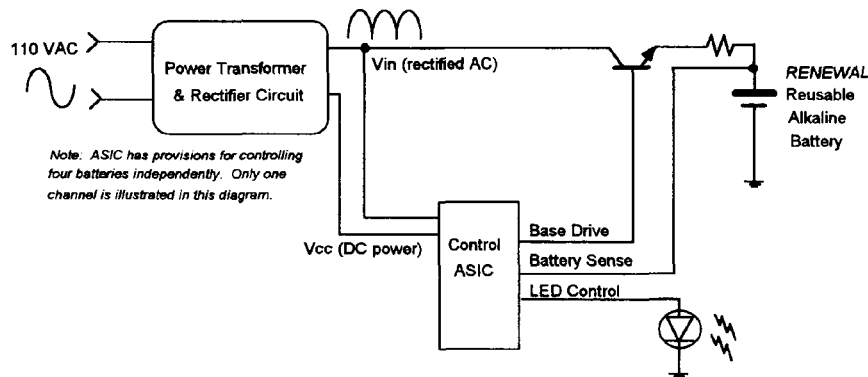 110 VAC
Power Transformer
& Rectifier Circuit
Vin (rectified AC)
RENEWAL
Reusable
Alkaline
Battery
Note: ASIC has provisions for controlling
four batteries independently. Only one
channel is illustrated in this diagram.
Vcc (DC power)
Control
ASIC
Base Drive
Battery Sense
LED Control